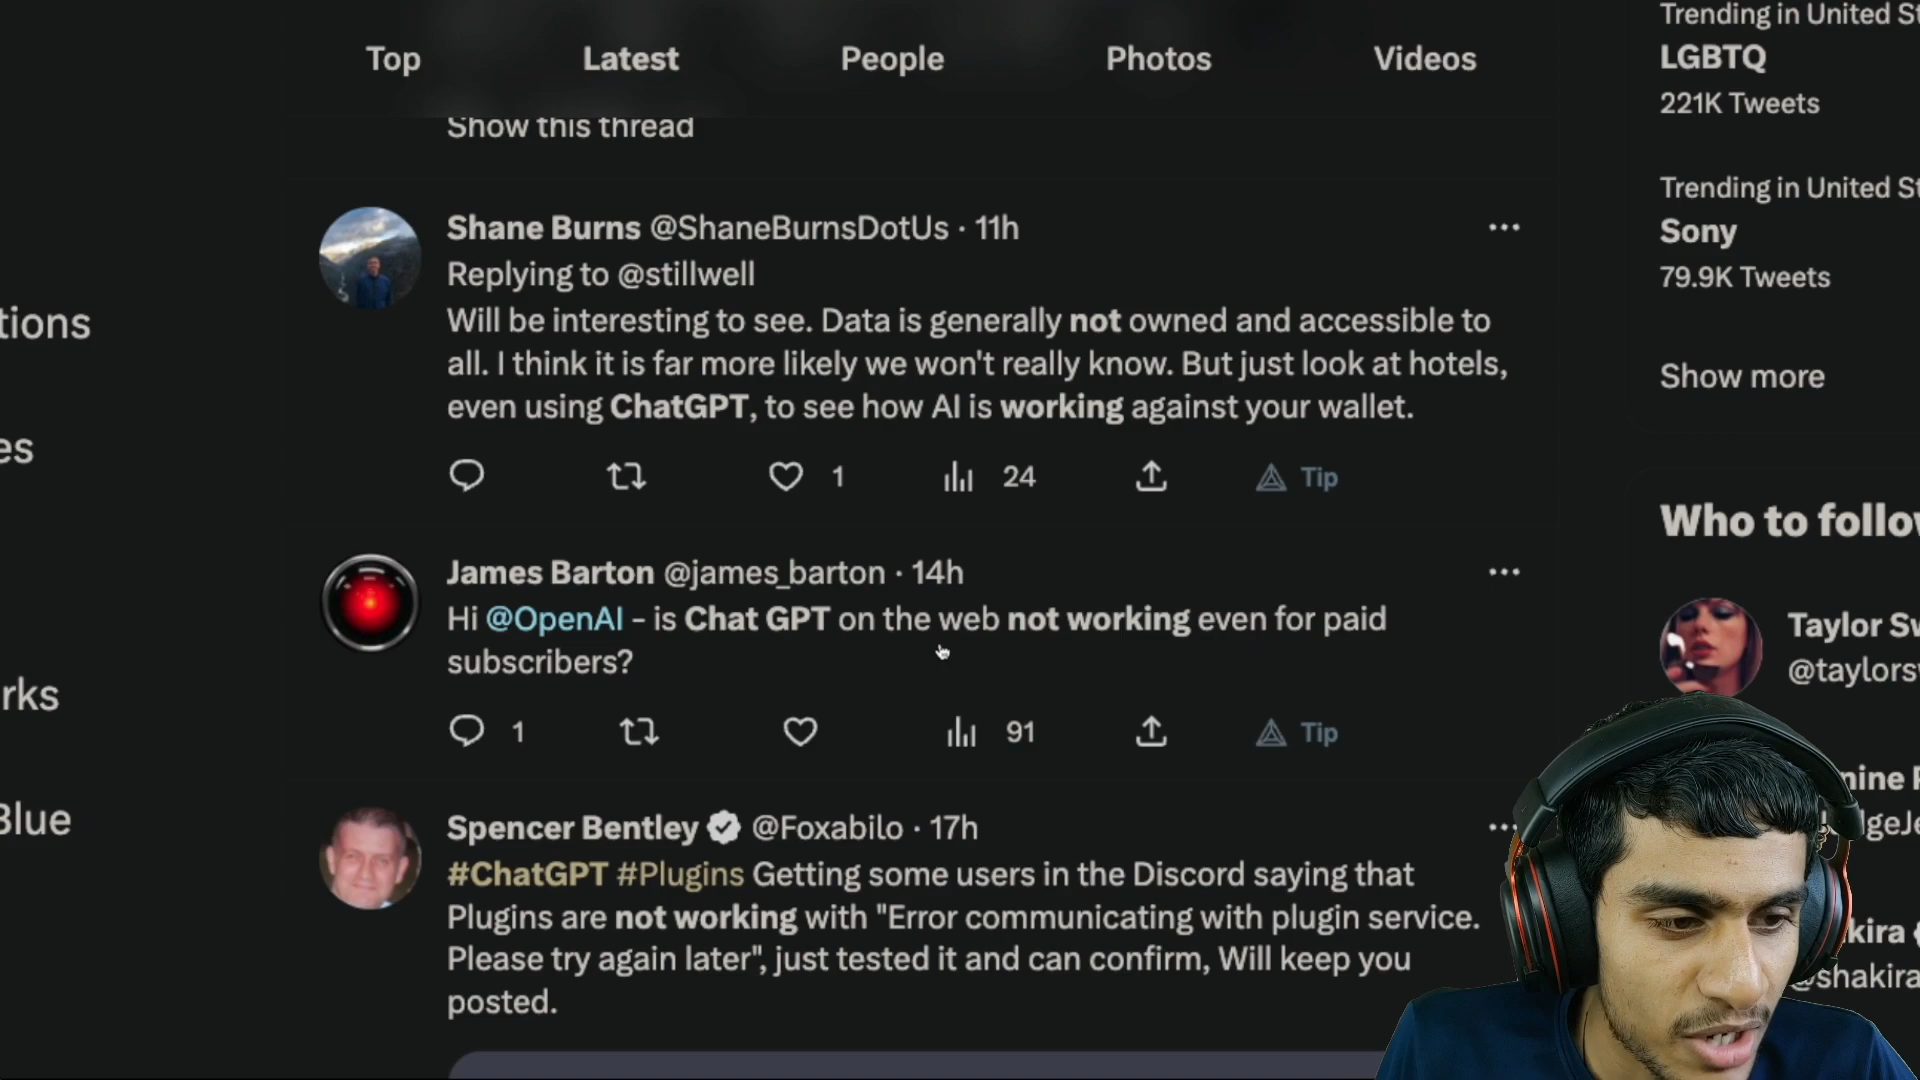 Top Latest People Photos Videos
Show this thread
Shane Burns @ShaneBurnsDotUs · 11h
Replying to @stillwell
Will be interesting to see. Data is generally not owned and accessible to
all. I think it is far more likely we won't really know. But just look at hotels,
even using ChatGPT, to see how AI is working against your wallet.
1 24 Tip
James Barton @james_barton · 14h
Hi @OpenAI - is Chat GPT on the web not working even for paid
subscribers?
1 91 Tip
Spencer Bentley @Foxabilo · 17h
#ChatGPT #Plugins Getting some users in the Discord saying that
Plugins are not working with "Error communicating with plugin service.
Please try again later", just tested it and can confirm, Will keep you
posted.
tions
es
rks
Blue
Trending in United St
LGBTQ
221K Tweets
Trending in United St
Sony
79.9K Tweets
Show more
Who to follow
Taylor Sw
@taylorsw
nine
kira
@shakira